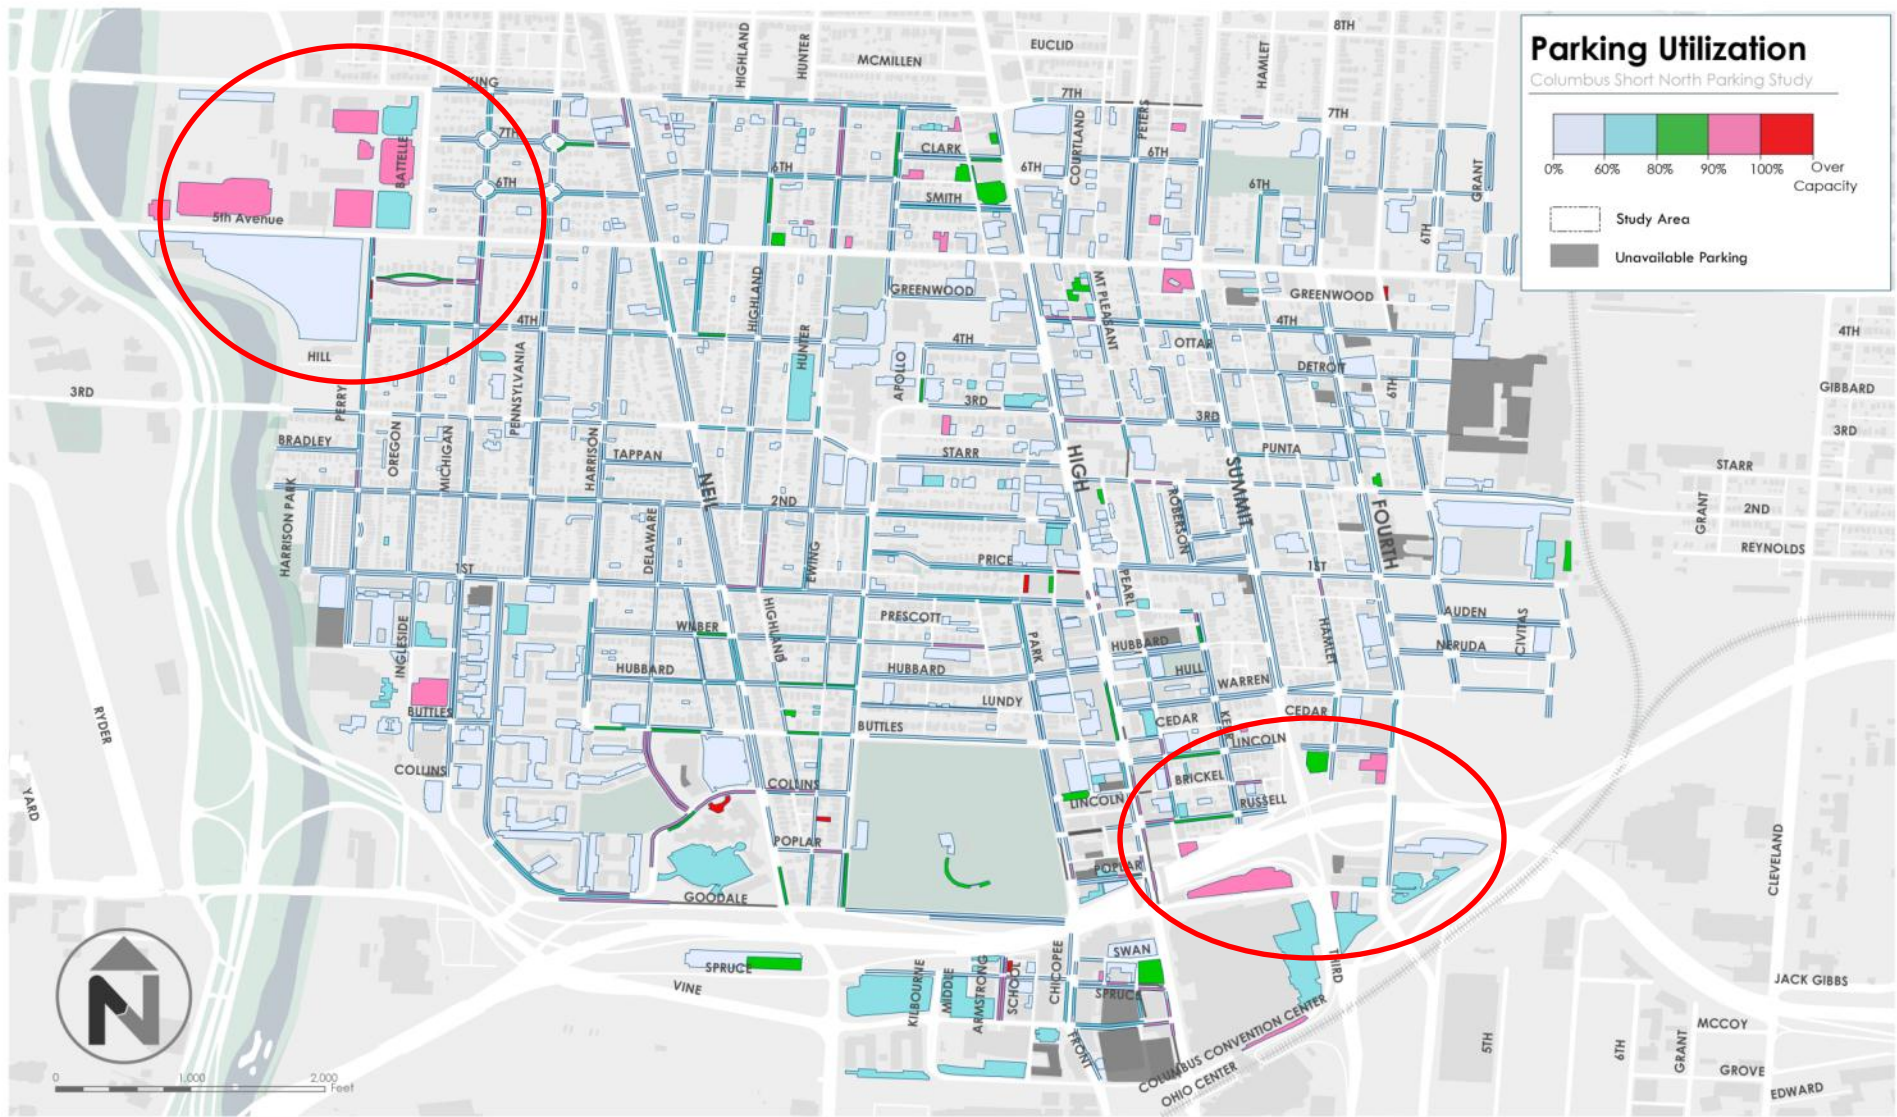 Parking Utilization
Columbus Short North Parking Study
0% 60% 80% 90% 100% Over
Capacity
Study Area
Unavailable Parking
8TH
EUCLID
MCMILLEN
HIGHLAND
HUNTER
HAMLET
KING
7TH
7TH
7TH
PETERS
COURTLAND
BATTELLE
CLARK
6TH
6TH
6TH
6TH
6TH
SMITH
GRANT
6TH
5th Avenue
HIGHLAND
GREENWOOD
MT PLEASANT
GREENWOOD
4TH
4TH
4TH
4TH
HILL
HUNTER
OTTAR
DETROIT
PENNSYLVANIA
APOLLO
GIBBARD
3RD
PERRY
3RD
3RD
6TH
3RD
BRADLEY
OREGON
MICHIGAN
HARRISON
TAPPAN
STARR
HIGH
PUNTA
STARR
NEIL
SUMMIT
2ND
ROBERSON
FOURTH
GRANT
2ND
HARRISON PARK
DELAWARE
EWING
PRICE
REYNOLDS
1ST
1ST
PEARL
HIGHLAND
PRESCOTT
AUDEN
CIVITAS
INGLESIDE
WILBER
PARK
HUBBARD
HAMLET
NERUDA
HUBBARD
HUBBARD
HULL
WARREN
LUNDY
RYDER
BUTTLES
BUTTLES
CEDAR
KERR
CEDAR
LINCOLN
COLLINS
COLLINS
BRICKEL
YARD
LINCOLN
RUSSELL
POPLAR
POPLAR
CLEVELAND
GOODALE
SWAN
SPRUCE
KILBOURNE
MIDDLE
ARMSTRONG
SCHOOL
CHICOPEE
SPRUCE
THIRD
JACK GIBBS
VINE
COLUMBUS CONVENTION CENTER
OHIO CENTER
FRONT
5TH
6TH
GRANT
MCCOY
GROVE
EDWARD
N
0 1,000 2,000
Feet